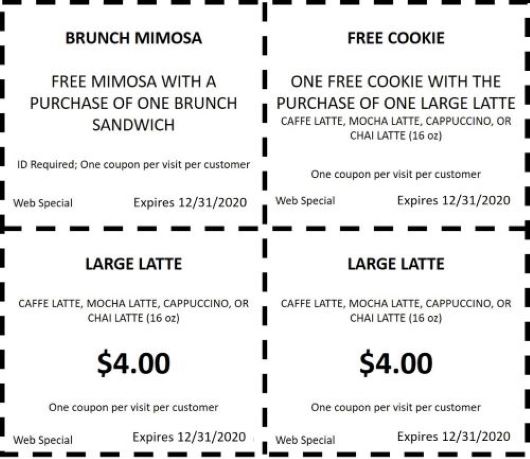 BRUNCH MIMOSA
FREE MIMOSA WITH A
PURCHASE OF ONE BRUNCH
SANDWICH
ID Required; One coupon per visit per customer
Web Special
Expires 12/31/2020
FREE COOKIE
ONE FREE COOKIE WITH THE
PURCHASE OF ONE LARGE LATTE
CAFFE LATTE, MOCHA LATTE, CAPPUCCINO, OR
CHAI LATTE (16 oz)
One coupon per visit per customer
Web Special
Expires 12/31/2020
LARGE LATTE
CAFFE LATTE, MOCHA LATTE, CAPPUCCINO, OR
CHAI LATTE (16 oz)
$4.00
One coupon per visit per customer
Web Special
Expires 12/31/2020
LARGE LATTE
CAFFE LATTE, MOCHA LATTE, CAPPUCCINO, OR
CHAI LATTE (16 oz)
$4.00
One coupon per visit per customer
Web Special
Expires 12/31/2020